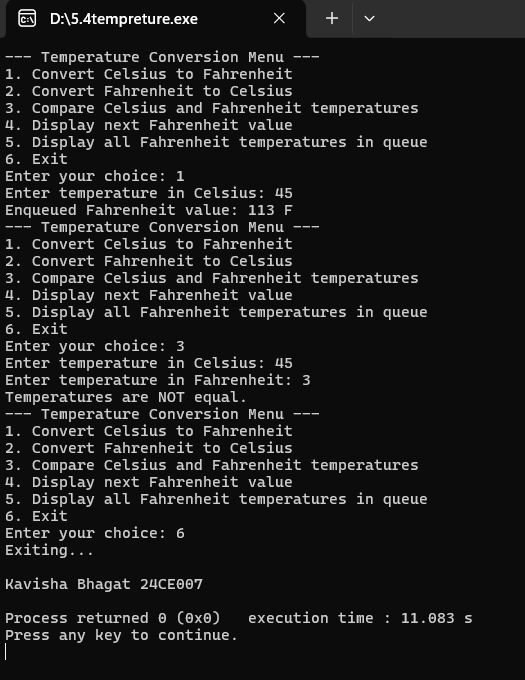 D:\5.4tempreture.exe
--- Temperature Conversion Menu ---
1. Convert Celsius to Fahrenheit
2. Convert Fahrenheit to Celsius
3. Compare Celsius and Fahrenheit temperatures
4. Display next Fahrenheit value
5. Display all Fahrenheit temperatures in queue
6. Exit
Enter your choice: 1
Enter temperature in Celsius: 45
Enqueued Fahrenheit value: 113 F
--- Temperature Conversion Menu ---
1. Convert Celsius to Fahrenheit
2. Convert Fahrenheit to Celsius
3. Compare Celsius and Fahrenheit temperatures
4. Display next Fahrenheit value
5. Display all Fahrenheit temperatures in queue
6. Exit
Enter your choice: 3
Enter temperature in Celsius: 45
Enter temperature in Fahrenheit: 3
Temperatures are NOT equal.
--- Temperature Conversion Menu ---
1. Convert Celsius to Fahrenheit
2. Convert Fahrenheit to Celsius
3. Compare Celsius and Fahrenheit temperatures
4. Display next Fahrenheit value
5. Display all Fahrenheit temperatures in queue
6. Exit
Enter your choice: 6
Exiting...
Kavisha Bhagat 24CE007
Process returned 0 (0x0)   execution time : 11.083 s
Press any key to continue.